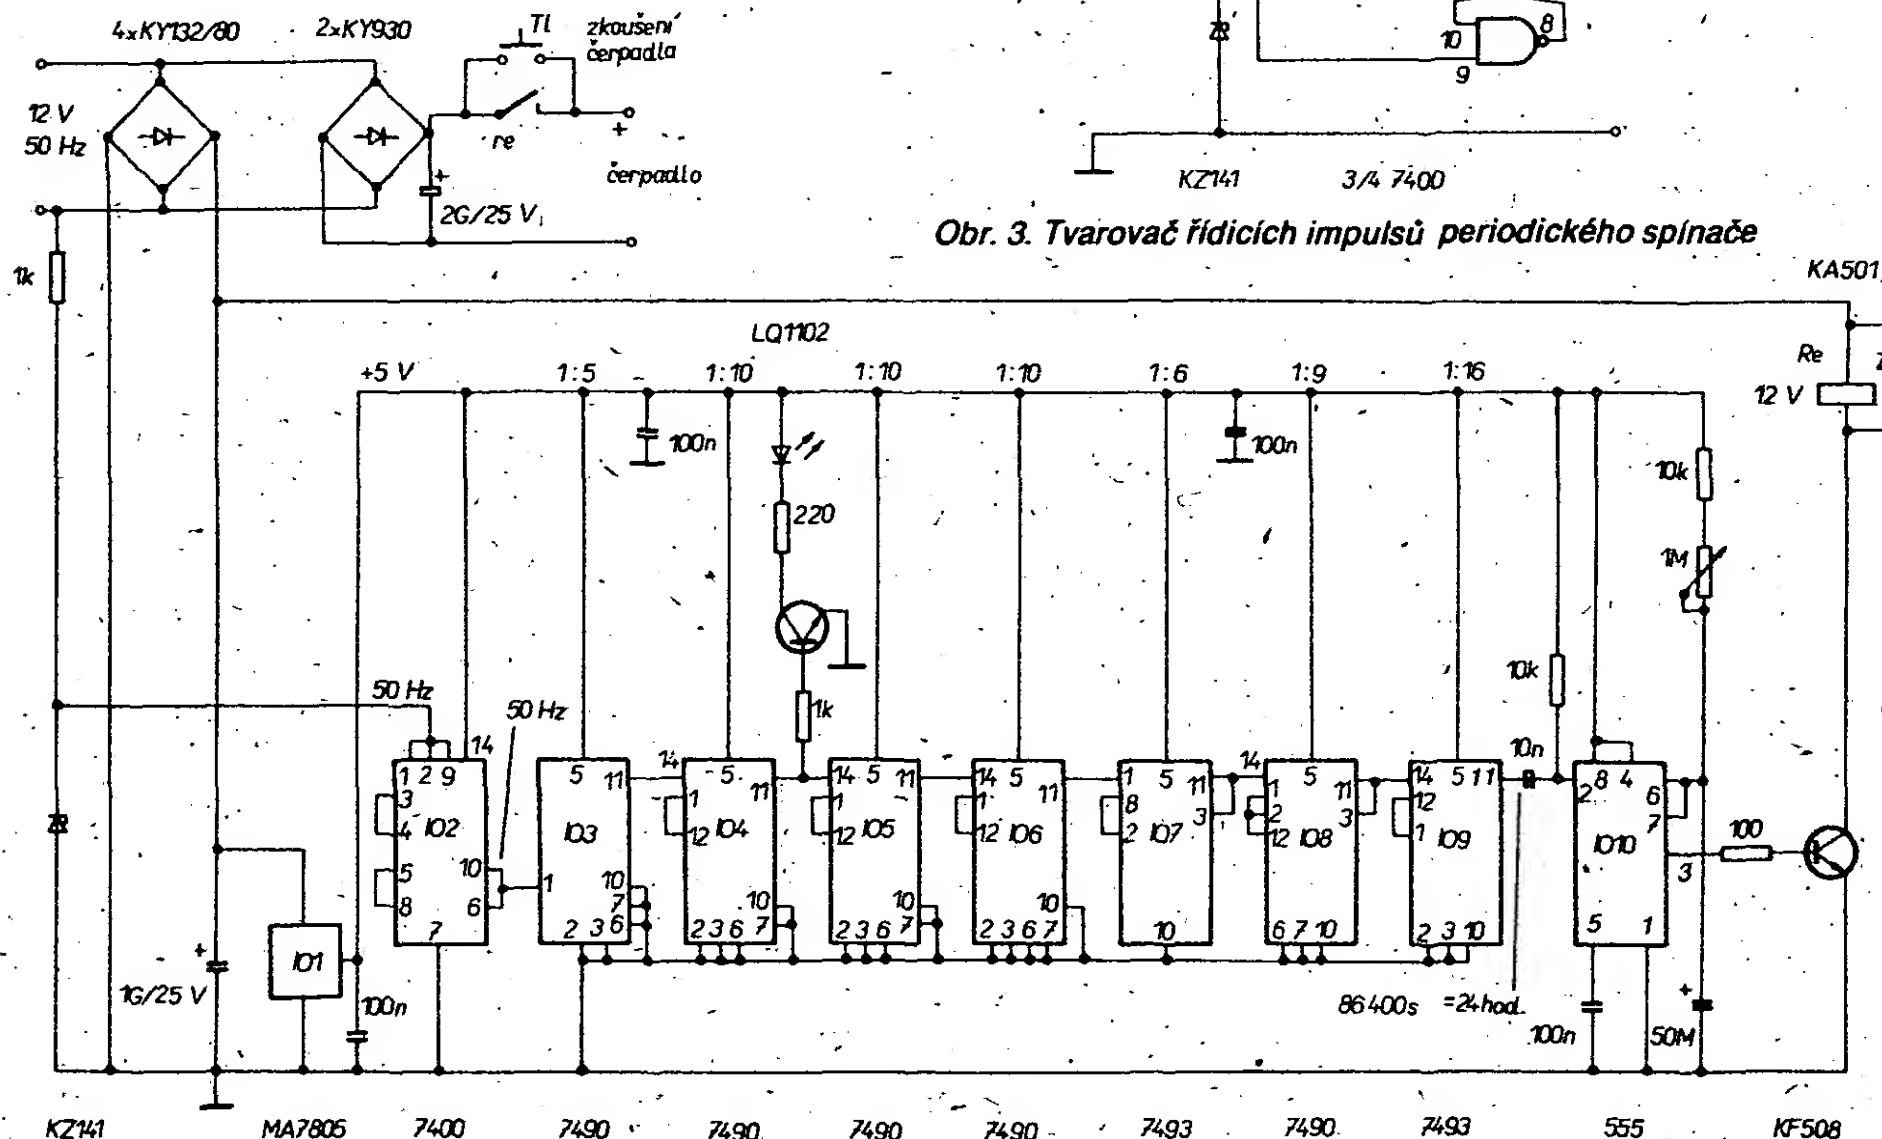 4xKY132/80
2xKY930
Tl
zkoušení
čerpadla
12 V
50 Hz
re
+
čerpadlo
+
2G/25 V
10
8
9
KZ141
3/4 7400
Obr. 3. Tvarovač řídicích impulsů periodického spínače
1k
KA501
LQ1102
+5 V
1:5
1:10
1:10
1:10
1:6
1:9
1:16
Re
12 V
100n
100n
220
10k
1M
10k
1k
50 Hz
50 Hz
10n
14
1 2 9
3
4
IO2
5
8
10
6
7
5
11
IO3
1
10
7
6
2 3
14
5
11
1
12
IO4
10
7
2 3 6
14
5
11
1
12
IO5
10
7
2 3 6
14
5
11
1
12
IO6
10
2 3 6 7
1
5
11
8
3
2
IO7
10
14
5
11
1
2
3
12
IO8
6 7 10
14
5 11
12
1
IO9
2 3 10
8 4
2
6
7
IO10
3
5
1
100
+
1G/25 V
IO1
100n
86400s = 24hod.
100n
+
50M
KZ141
MA7805
7400
7490
7490
7490
7490
7493
7490
7493
555
KF508